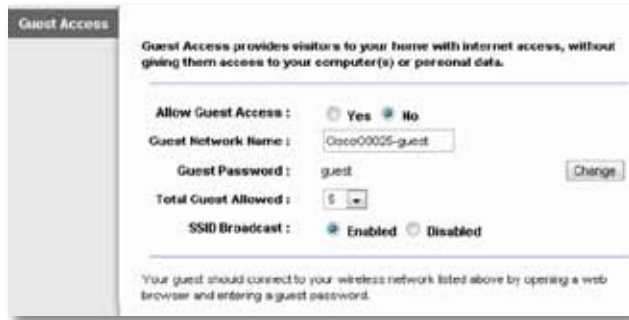 Guest Access
Guest Access provides visitors to your home with internet access, without
giving them access to your computer(s) or personal data.
Allow Guest Access : Yes No
Guest Network Name : Cisco00025-guest
Guest Password : guest Change
Total Guest Allowed : 5
SSID Broadcast : Enabled Disabled
Your guest should connect to your wireless network listed above by opening a web
browser and entering a guest password.